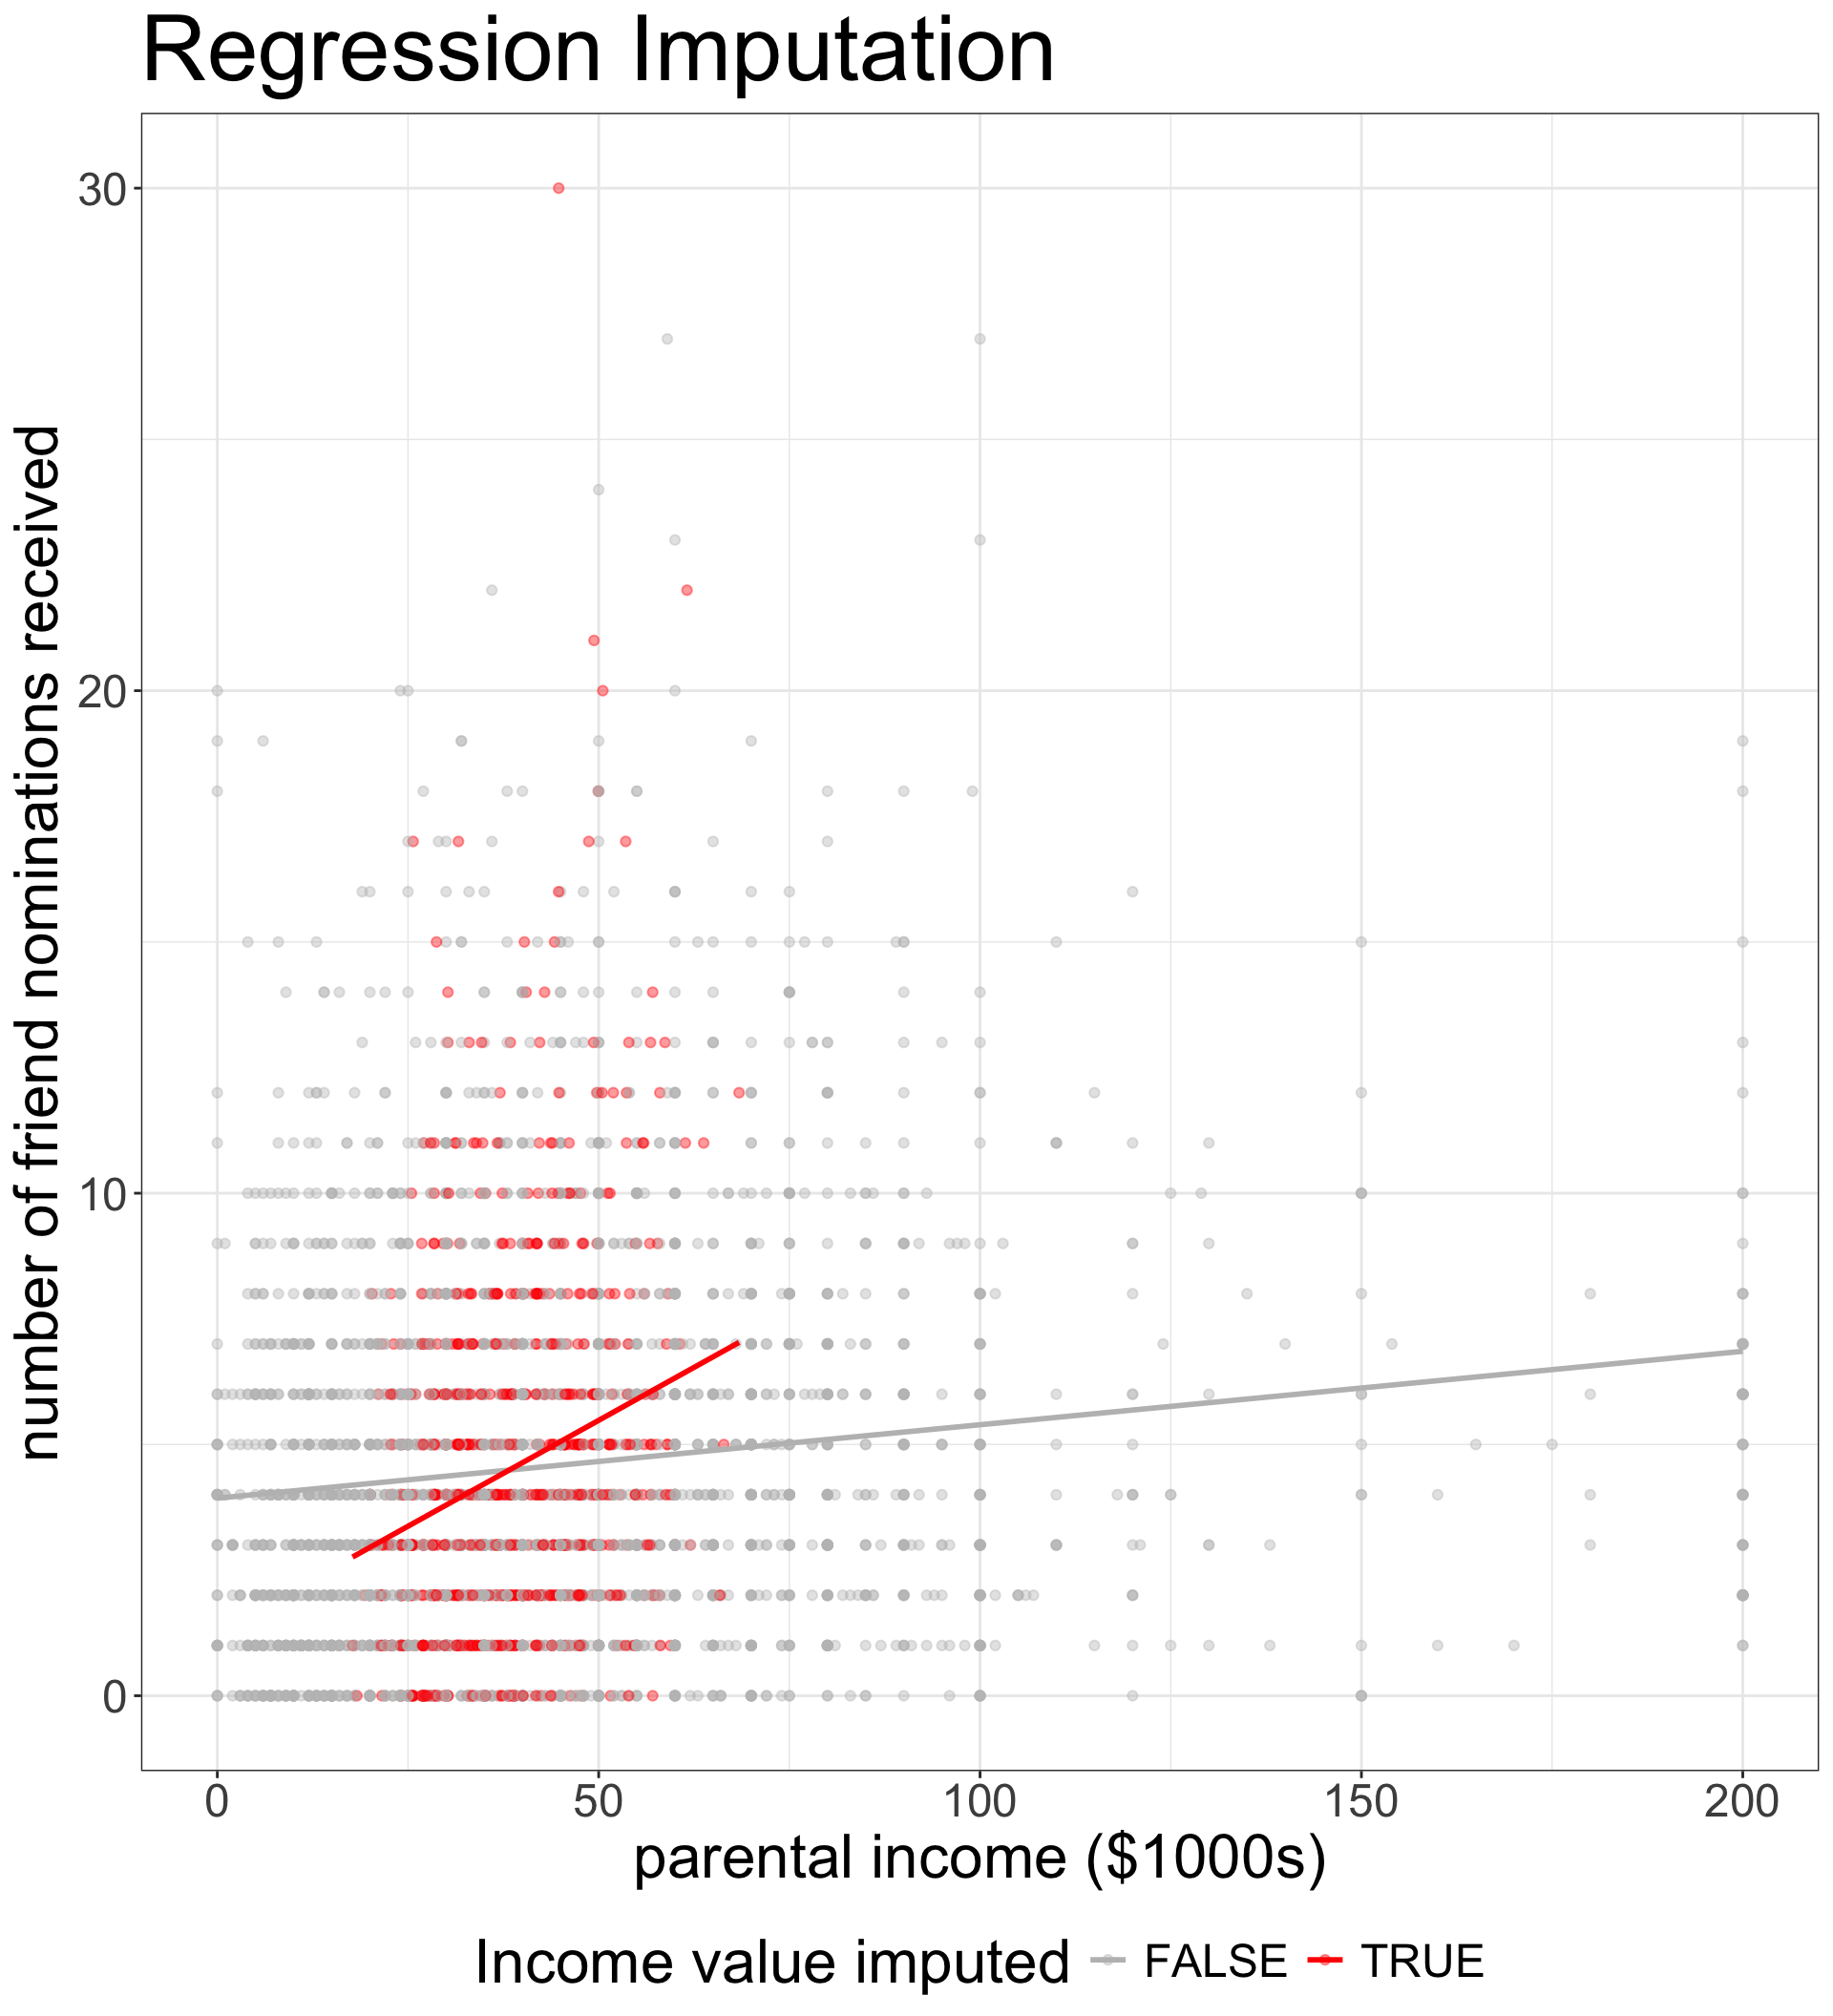 Regression Imputation
number of friend nominations received
30
20
10
0
0 50 100 150 200
parental income ($1000s)
Income value imputed FALSE TRUE